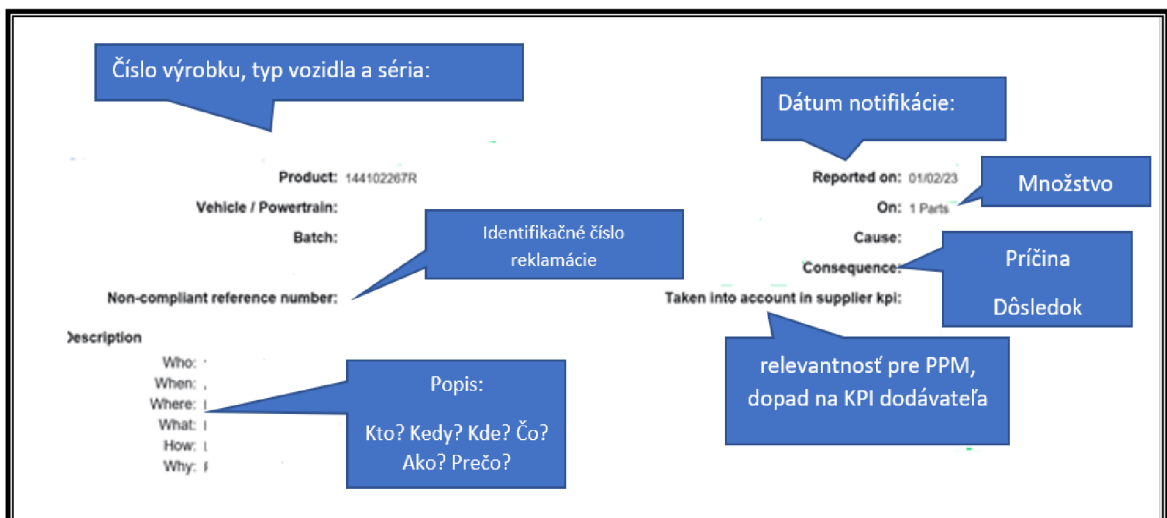 Číslo výrobku, typ vozidla a séria:
Dátum notifikácie:
Product: 144102267R
Vehicle / Powertrain:
Batch:
Identifikačné číslo
reklamácie
Non-compliant reference number:
Reported on: 01/02/23
On: 1 Parts
Množstvo
Cause:
Consequence:
Príčina
Dôsledok
Taken into account in supplier kpi:
relevantnosť pre PPM,
dopad na KPI dodávateľa
Description
Who:
When:
Where:
What:
How:
Why:
Popis:
Kto? Kedy? Kde? Čo?
Ako? Prečo?